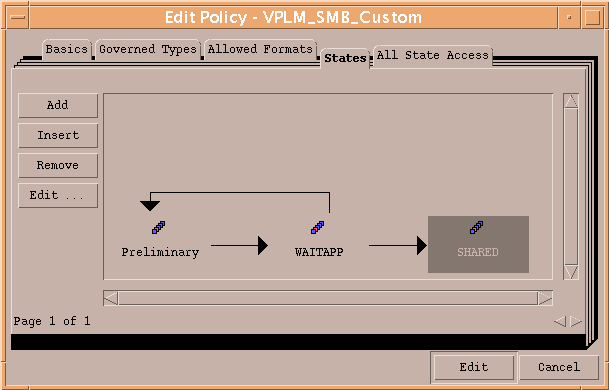 Edit Policy - VPLM_SMB_Custom
Basics Governed Types Allowed Formats States All State Access
Add
Insert
Remove
Edit ...
Preliminary WAITAPP SHARED
Page 1 of 1
Edit Cancel